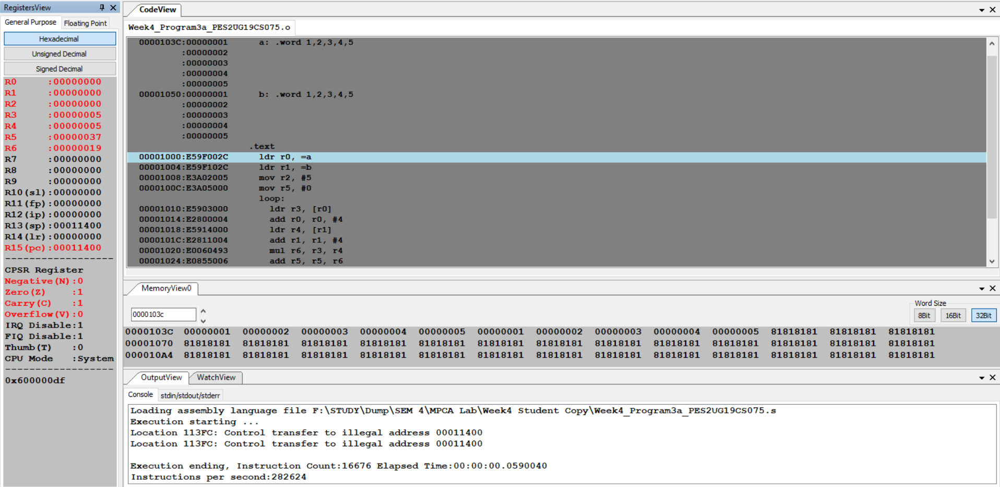 RegistersView
General Purpose Floating Point
Hexadecimal
Unsigned Decimal
Signed Decimal
R0 :00000000
R1 :00000000
R2 :00000000
R3 :00000005
R4 :00000005
R5 :00000037
R6 :00000019
R7 :00000000
R8 :00000000
R9 :00000000
R10(sl):00000000
R11(fp):00000000
R12(ip):00000000
R13(sp):00011400
R14(lr):00000000
R15(pc):00011400
--------------------
CPSR Register
Negative(N):0
Zero(Z) :1
Carry(C) :1
Overflow(V):0
IRQ Disable:1
FIQ Disable:1
Thumb(T) :0
CPU Mode :System
--------------------
0x600000df
CodeView
Week4_Program3a_PES2UG19CS075.o
0000103C:00000001 a: .word 1,2,3,4,5
:00000002
:00000003
:00000004
:00000005
00001050:00000001 b: .word 1,2,3,4,5
:00000002
:00000003
:00000004
:00000005
.text
00001000:E59F002C ldr r0, =a
00001004:E59F102C ldr r1, =b
00001008:E3A02005 mov r2, #5
0000100C:E3A05000 mov r5, #0
loop:
00001010:E5903000 ldr r3, [r0]
00001014:E2800004 add r0, r0, #4
00001018:E5914000 ldr r4, [r1]
0000101C:E2811004 add r1, r1, #4
00001020:E0060493 mul r6, r3, r4
00001024:E0855006 add r5, r5, r6
MemoryView0
0000103c
Word Size
8Bit 16Bit 32Bit
0000103C 00000001 00000002 00000003 00000004 00000005 00000001 00000002 00000003 00000004 00000005 81818181 81818181 81818181
00001070 81818181 81818181 81818181 81818181 81818181 81818181 81818181 81818181 81818181 81818181 81818181 81818181 81818181
000010A4 81818181 81818181 81818181 81818181 81818181 81818181 81818181 81818181 81818181 81818181 81818181 81818181 81818181
OutputView WatchView
Console stdin/stdout/stderr
Loading assembly language file F:\STUDY\Dump\SEM 4\MPCA Lab\Week4 Student Copy\Week4_Program3a_PES2UG19CS075.s
Execution starting ...
Location 113FC: Control transfer to illegal address 00011400
Location 113FC: Control transfer to illegal address 00011400
Execution ending, Instruction Count:16676 Elapsed Time:00:00:00.0590040
Instructions per second:282624